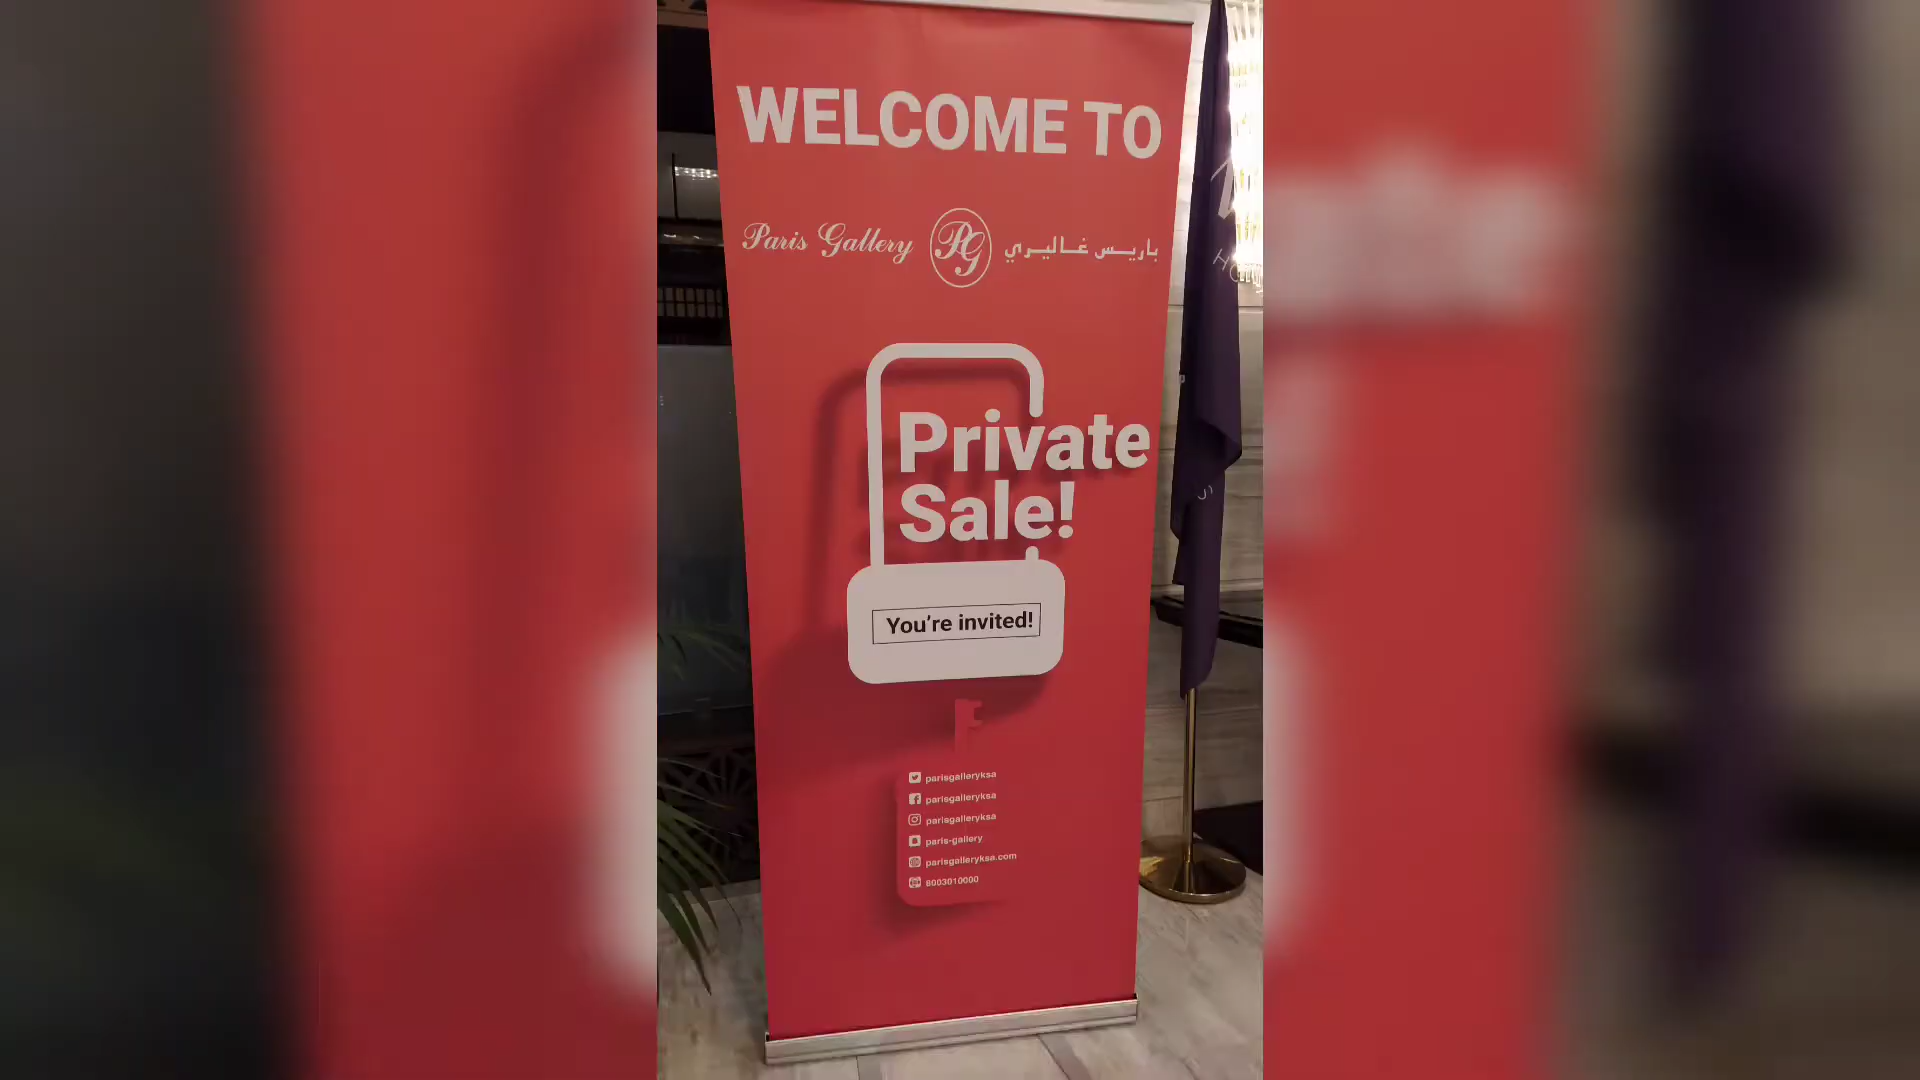 WELCOME TO
Paris Gallery PG باريس غاليري
Private
Sale!
You're invited!
parisgalleryksa
parisgalleryksa
parisgalleryksa
paris-gallery
parisgalleryksa.com
8003010000